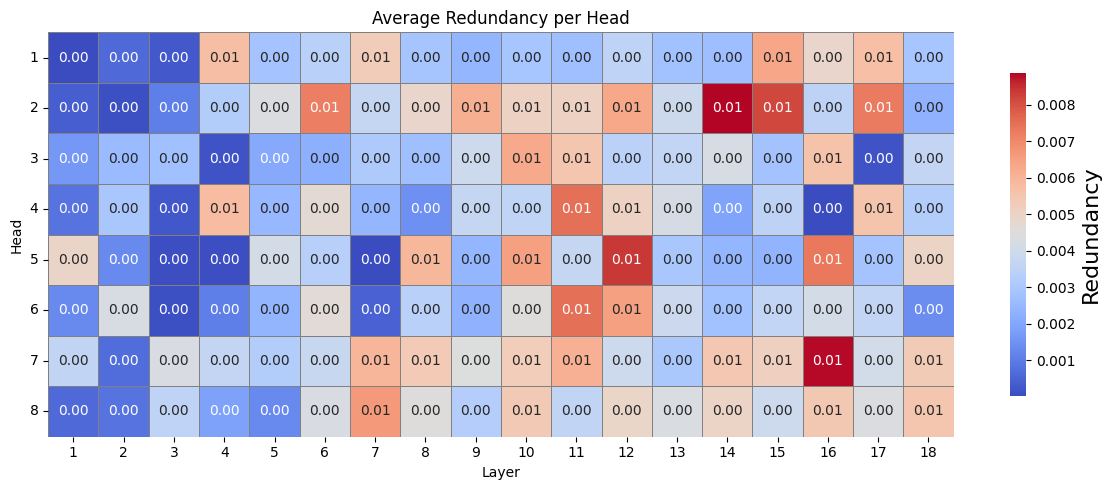 Average Redundancy per Head
1 0.00 0.00 0.00 0.01 0.00 0.00 0.01 0.00 0.00 0.00 0.00 0.00 0.00 0.00 0.01 0.00 0.01 0.00
2 0.00 0.00 0.00 0.00 0.00 0.01 0.00 0.00 0.01 0.01 0.01 0.01 0.00 0.01 0.01 0.00 0.01 0.00
3 0.00 0.00 0.00 0.00 0.00 0.00 0.00 0.00 0.00 0.01 0.01 0.00 0.00 0.00 0.00 0.01 0.00 0.00
4 0.00 0.00 0.00 0.01 0.00 0.00 0.00 0.00 0.00 0.00 0.01 0.01 0.00 0.00 0.00 0.00 0.01 0.00
5 0.00 0.00 0.00 0.00 0.00 0.00 0.00 0.01 0.00 0.01 0.00 0.01 0.00 0.00 0.00 0.01 0.00 0.00
6 0.00 0.00 0.00 0.00 0.00 0.00 0.00 0.00 0.00 0.00 0.01 0.01 0.00 0.00 0.00 0.00 0.00 0.00
7 0.00 0.00 0.00 0.00 0.00 0.00 0.01 0.01 0.00 0.01 0.01 0.00 0.00 0.01 0.01 0.01 0.00 0.01
8 0.00 0.00 0.00 0.00 0.00 0.00 0.01 0.00 0.00 0.01 0.00 0.00 0.00 0.00 0.00 0.01 0.00 0.01
Head
1 2 3 4 5 6 7 8 9 10 11 12 13 14 15 16 17 18
Layer
0.008
0.007
0.006
0.005
0.004
0.003
0.002
0.001
Redundancy